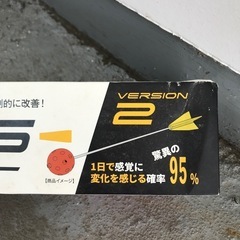 的に改善！
VERSION
2
1日で感覚に
変化を感じる確率
驚異の
95%
【商品イメージ】